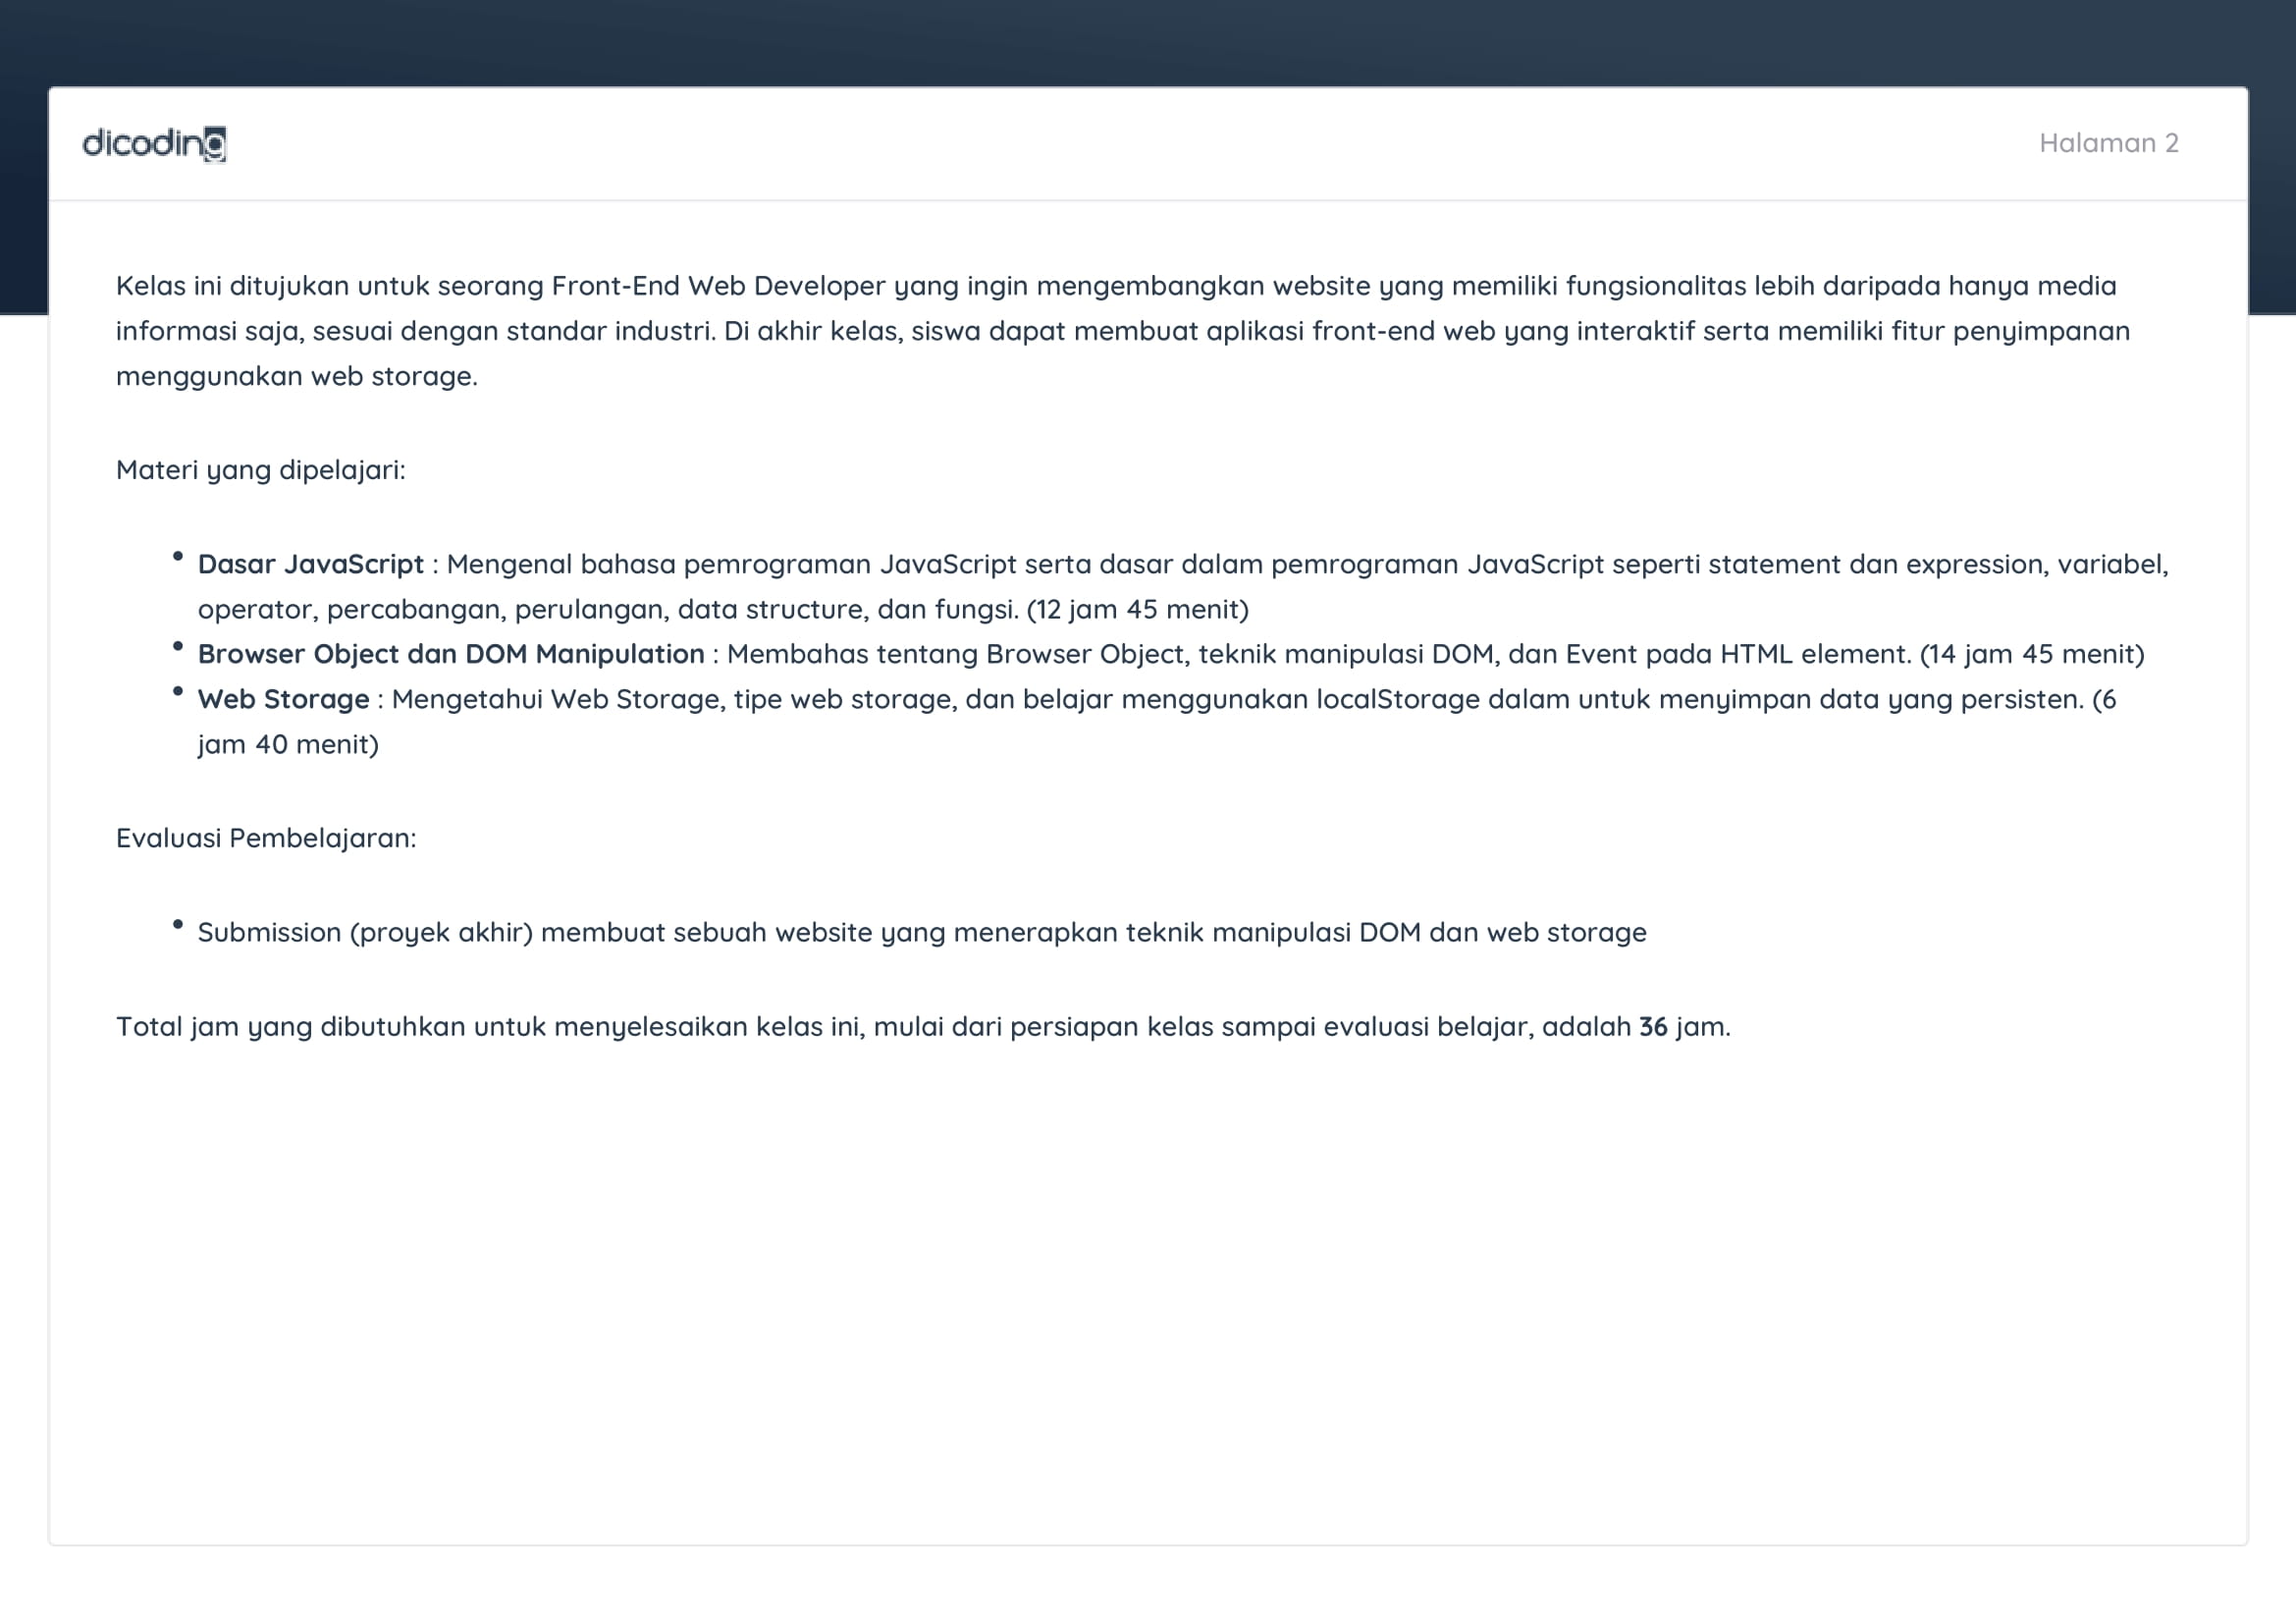 dicoding
Halaman 2
Kelas ini ditujukan untuk seorang Front-End Web Developer yang ingin mengembangkan website yang memiliki fungsionalitas lebih daripada hanya media
informasi saja, sesuai dengan standar industri. Di akhir kelas, siswa dapat membuat aplikasi front-end web yang interaktif serta memiliki fitur penyimpanan
menggunakan web storage.
Materi yang dipelajari:
• Dasar JavaScript : Mengenal bahasa pemrograman JavaScript serta dasar dalam pemrograman JavaScript seperti statement dan expression, variabel,
operator, percabangan, perulangan, data structure, dan fungsi. (12 jam 45 menit)
• Browser Object dan DOM Manipulation : Membahas tentang Browser Object, teknik manipulasi DOM, dan Event pada HTML element. (14 jam 45 menit)
• Web Storage : Mengetahui Web Storage, tipe web storage, dan belajar menggunakan localStorage dalam untuk menyimpan data yang persisten. (6
jam 40 menit)
Evaluasi Pembelajaran:
• Submission (proyek akhir) membuat sebuah website yang menerapkan teknik manipulasi DOM dan web storage
Total jam yang dibutuhkan untuk menyelesaikan kelas ini, mulai dari persiapan kelas sampai evaluasi belajar, adalah 36 jam.